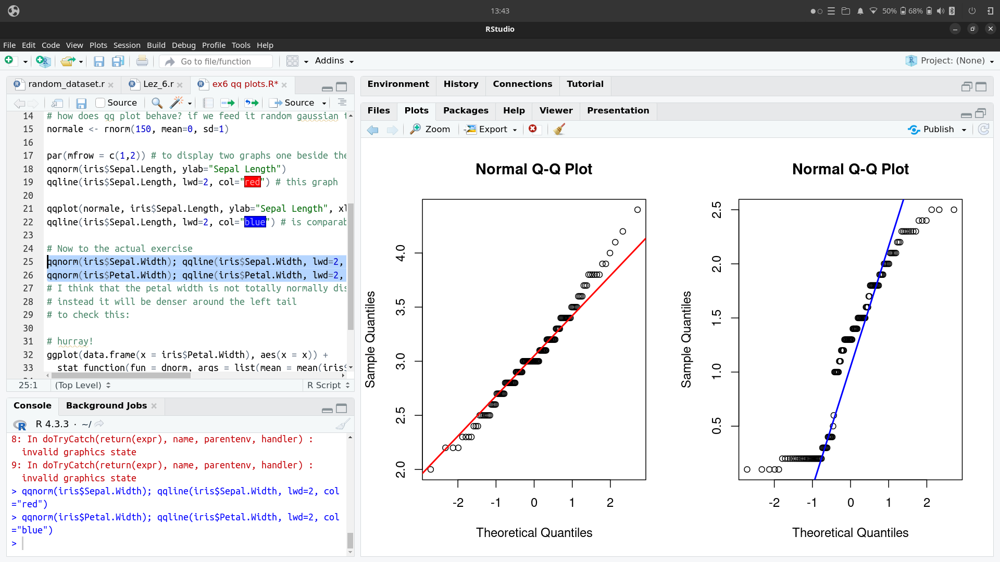 13:43
50% 68%
RStudio
File Edit Code View Plots Session Build Debug Profile Tools Help
Go to file/function Addins Project: (None)
random_dataset.r Lez_6.r ex6 qq plots.R*
Source Source
14 # how does qq plot behave? if we feed it random gaussian
15 normale <- rnorm(150, mean=0, sd=1)
16
17 par(mfrow = c(1,2)) # to display two graphs one beside the
18 qqnorm(iris$Sepal.Length, ylab="Sepal Length")
19 qqline(iris$Sepal.Length, lwd=2, col="red") # this graph
20
21 qqplot(normale, iris$Sepal.Length, ylab="Sepal Length", xl
22 qqline(iris$Sepal.Length, lwd=2, col="blue") # is comparab
23
24 # Now to the actual exercise
25 qqnorm(iris$Sepal.Width); qqline(iris$Sepal.Width, lwd=2,
26 qqnorm(iris$Petal.Width); qqline(iris$Petal.Width, lwd=2,
27 # I think that the petal width is not totally normally dis
28 # instead it will be denser around the left tail
29 # to check this:
30
31 # hurray!
32 ggplot(data.frame(x = iris$Petal.Width), aes(x = x)) +
33 stat_function(fun = dnorm, args = list(mean = mean(iris$
25:1 (Top Level) R Script
Console Background Jobs
R 4.3.3 · ~/
8: In doTryCatch(return(expr), name, parentenv, handler) :
invalid graphics state
9: In doTryCatch(return(expr), name, parentenv, handler) :
invalid graphics state
> qqnorm(iris$Sepal.Width); qqline(iris$Sepal.Width, lwd=2, col
="red")
> qqnorm(iris$Petal.Width); qqline(iris$Petal.Width, lwd=2, col
="blue")
>
Environment History Connections Tutorial
Files Plots Packages Help Viewer Presentation
Zoom Export Publish
Normal Q-Q Plot
Sample Quantiles
4.0
3.5
3.0
2.5
2.0
-2 -1 0 1 2
Theoretical Quantiles
Normal Q-Q Plot
Sample Quantiles
2.5
2.0
1.5
1.0
0.5
-2 -1 0 1 2
Theoretical Quantiles